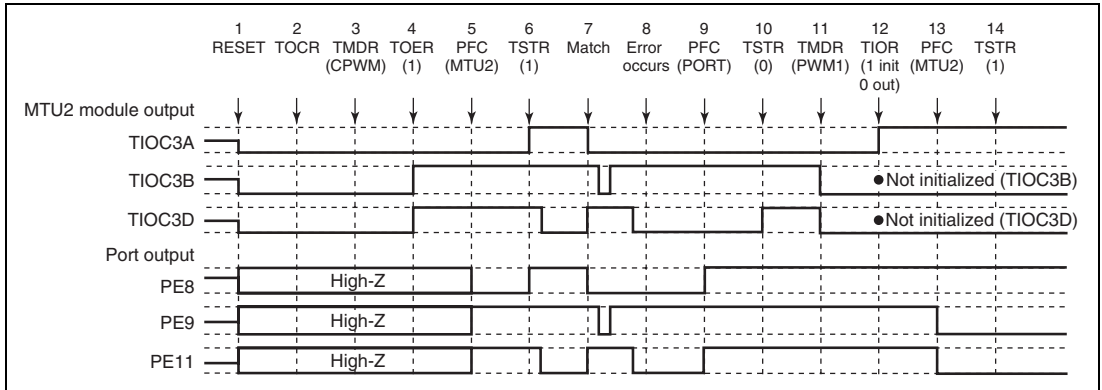 1 2 3 4 5 6 7 8 9 10 11 12 13 14
RESET TOCR TMDR TOER PFC TSTR Match Error PFC TSTR TMDR TIOR PFC TSTR
(CPWM) (1) (MTU2) (1) occurs (PORT) (0) (PWM1) (1 init (MTU2) (1)
0 out)
MTU2 module output
TIOC3A
TIOC3B
●Not initialized (TIOC3B)
TIOC3D
●Not initialized (TIOC3D)
Port output
PE8
High-Z
PE9
High-Z
PE11
High-Z